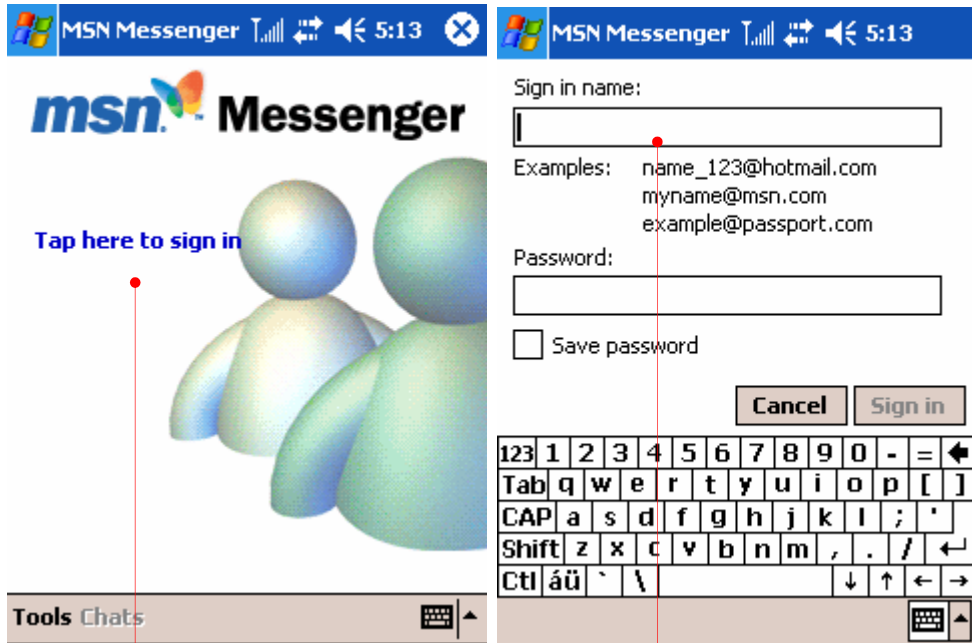 MSN Messenger 5:13
msn Messenger
Tap here to sign in
Tools Chats
MSN Messenger 5:13
Sign in name:
Examples: name_123@hotmail.com
myname@msn.com
example@passport.com
Password:
Save password
Cancel Sign in
123 1 2 3 4 5 6 7 8 9 0 - =
Tab q w e r t y u i o p [ ]
CAP a s d f g h j k l ; '
Shift z x c v b n m , . /
Ctl áü ` \ ↓ ↑ ← →